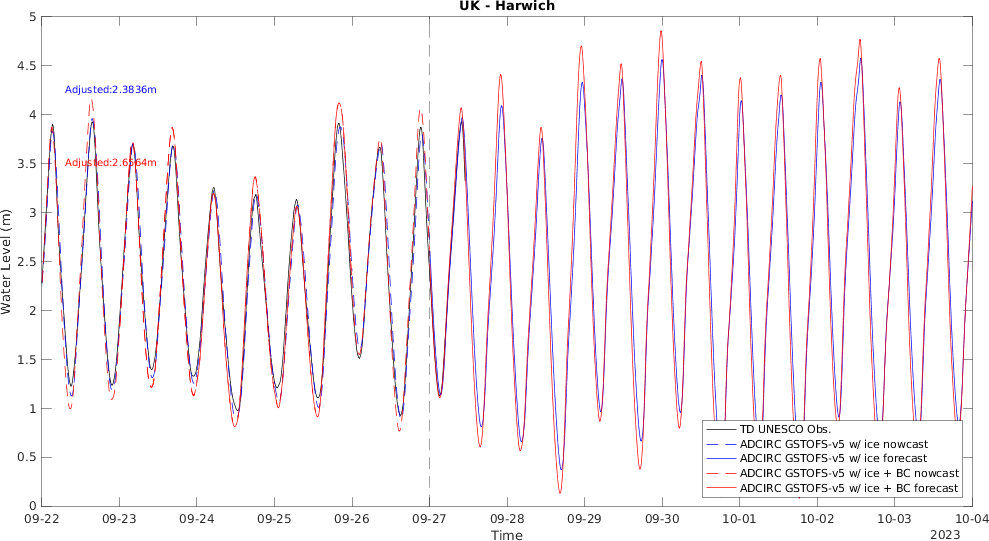 UK - Harwich
5
4.5
4
3.5
3
2.5
2
1.5
1
0.5
0
Water Level (m)
Adjusted:2.3836m
Adjusted:2.6564m
TD UNESCO Obs.
ADCIRC GSTOFS-v5 w/ ice nowcast
ADCIRC GSTOFS-v5 w/ ice forecast
ADCIRC GSTOFS-v5 w/ ice + BC nowcast
ADCIRC GSTOFS-v5 w/ ice + BC forecast
09-22 09-23 09-24 09-25 09-26 09-27 09-28 09-29 09-30 10-01 10-02 10-03 10-04
Time
2023